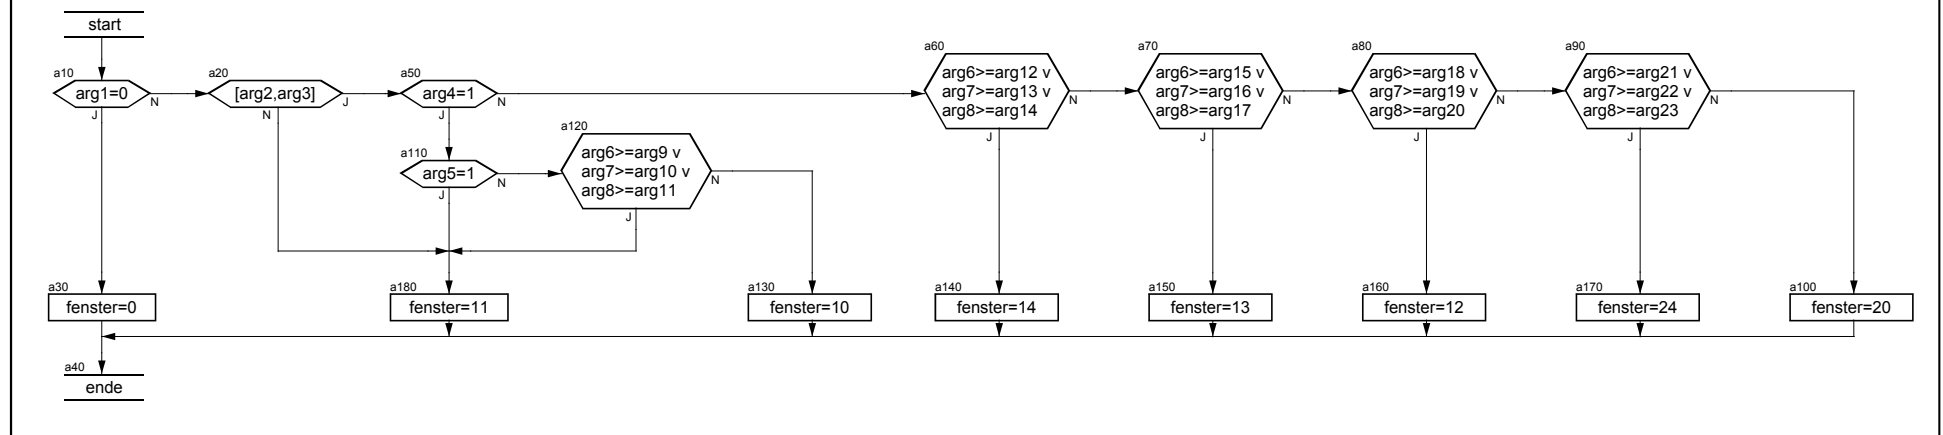 start
a10
arg1=0
N
J
a20
[arg2,arg3]
J
N
a50
arg4=1
N
J
a60
arg6>=arg12 v
arg7>=arg13 v
arg8>=arg14
N
J
a70
arg6>=arg15 v
arg7>=arg16 v
arg8>=arg17
N
J
a80
arg6>=arg18 v
arg7>=arg19 v
arg8>=arg20
N
J
a90
arg6>=arg21 v
arg7>=arg22 v
arg8>=arg23
N
J
a110
arg5=1
N
J
a120
arg6>=arg9 v
arg7>=arg10 v
arg8>=arg11
N
J
a30
fenster=0
a180
fenster=11
a130
fenster=10
a140
fenster=14
a150
fenster=13
a160
fenster=12
a170
fenster=24
a100
fenster=20
a40
ende